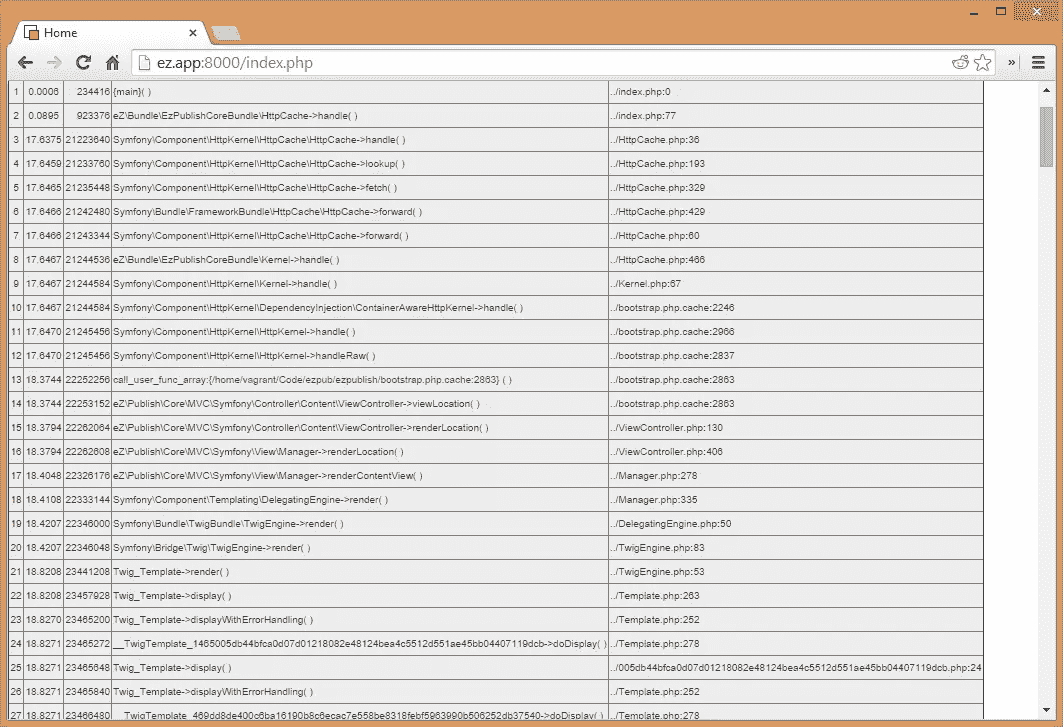 Home
ez.app:8000/index.php
1 0.0006 234416 {main}( ) ../index.php:0
2 0.0895 923376 eZ\Bundle\EzPublishCoreBundle\HttpCache->handle( ) ../index.php:77
3 17.6375 21223640 Symfony\Component\HttpKernel\HttpCache\HttpCache->handle( ) ../HttpCache.php:36
4 17.6459 21233760 Symfony\Component\HttpKernel\HttpCache\HttpCache->lookup( ) ../HttpCache.php:193
5 17.6465 21235448 Symfony\Component\HttpKernel\HttpCache\HttpCache->fetch( ) ../HttpCache.php:329
6 17.6466 21242480 Symfony\Bundle\FrameworkBundle\HttpCache\HttpCache->forward( ) ../HttpCache.php:429
7 17.6466 21243344 Symfony\Component\HttpKernel\HttpCache\HttpCache->forward( ) ../HttpCache.php:60
8 17.6467 21244536 eZ\Bundle\EzPublishCoreBundle\Kernel->handle( ) ../HttpCache.php:466
9 17.6467 21244584 Symfony\Component\HttpKernel\Kernel->handle( ) ../Kernel.php:67
10 17.6467 21244584 Symfony\Component\HttpKernel\DependencyInjection\ContainerAwareHttpKernel->handle( ) ../bootstrap.php.cache:2246
11 17.6470 21245456 Symfony\Component\HttpKernel\HttpKernel->handle( ) ../bootstrap.php.cache:2966
12 17.6470 21245456 Symfony\Component\HttpKernel\HttpKernel->handleRaw( ) ../bootstrap.php.cache:2837
13 18.3744 22252256 call_user_func_array:{/home/vagrant/Code/ezpub/ezpublish/bootstrap.php.cache:2863} ( ) ../bootstrap.php.cache:2863
14 18.3744 22253152 eZ\Publish\Core\MVC\Symfony\Controller\Content\ViewController->viewLocation( ) ../bootstrap.php.cache:2863
15 18.3794 22262064 eZ\Publish\Core\MVC\Symfony\Controller\Content\ViewController->renderLocation( ) ../ViewController.php:130
16 18.3794 22262608 eZ\Publish\Core\MVC\Symfony\View\Manager->renderLocation( ) ../ViewController.php:406
17 18.4048 22326176 eZ\Publish\Core\MVC\Symfony\View\Manager->renderContentView( ) ../Manager.php:278
18 18.4108 22333144 Symfony\Component\Templating\DelegatingEngine->render( ) ../Manager.php:335
19 18.4207 22346000 Symfony\Bundle\TwigBundle\TwigEngine->render( ) ../DelegatingEngine.php:50
20 18.4207 22346048 Symfony\Bridge\Twig\TwigEngine->render( ) ../TwigEngine.php:83
21 18.8208 23441208 Twig_Template->render( ) ../TwigEngine.php:53
22 18.8208 23457928 Twig_Template->display( ) ../Template.php:263
23 18.8270 23465200 Twig_Template->displayWithErrorHandling( ) ../Template.php:252
24 18.8271 23465272 __TwigTemplate_1465005db44bfca0d07d01218082e48124bea4c5512d551ae45bb04407119dcb->doDisplay( ) ../Template.php:278
25 18.8271 23465648 Twig_Template->display( ) ../005db44bfca0d07d01218082e48124bea4c5512d551ae45bb04407119dcb.php:24
26 18.8271 23465840 Twig_Template->displayWithErrorHandling( ) ../Template.php:252
27 18.8271 23466480 __TwigTemplate_469dd8de400c6ba16190b8c6ecac7e558be8318febf5963990b506252db37540->doDisplay( ) ../Template.php:278